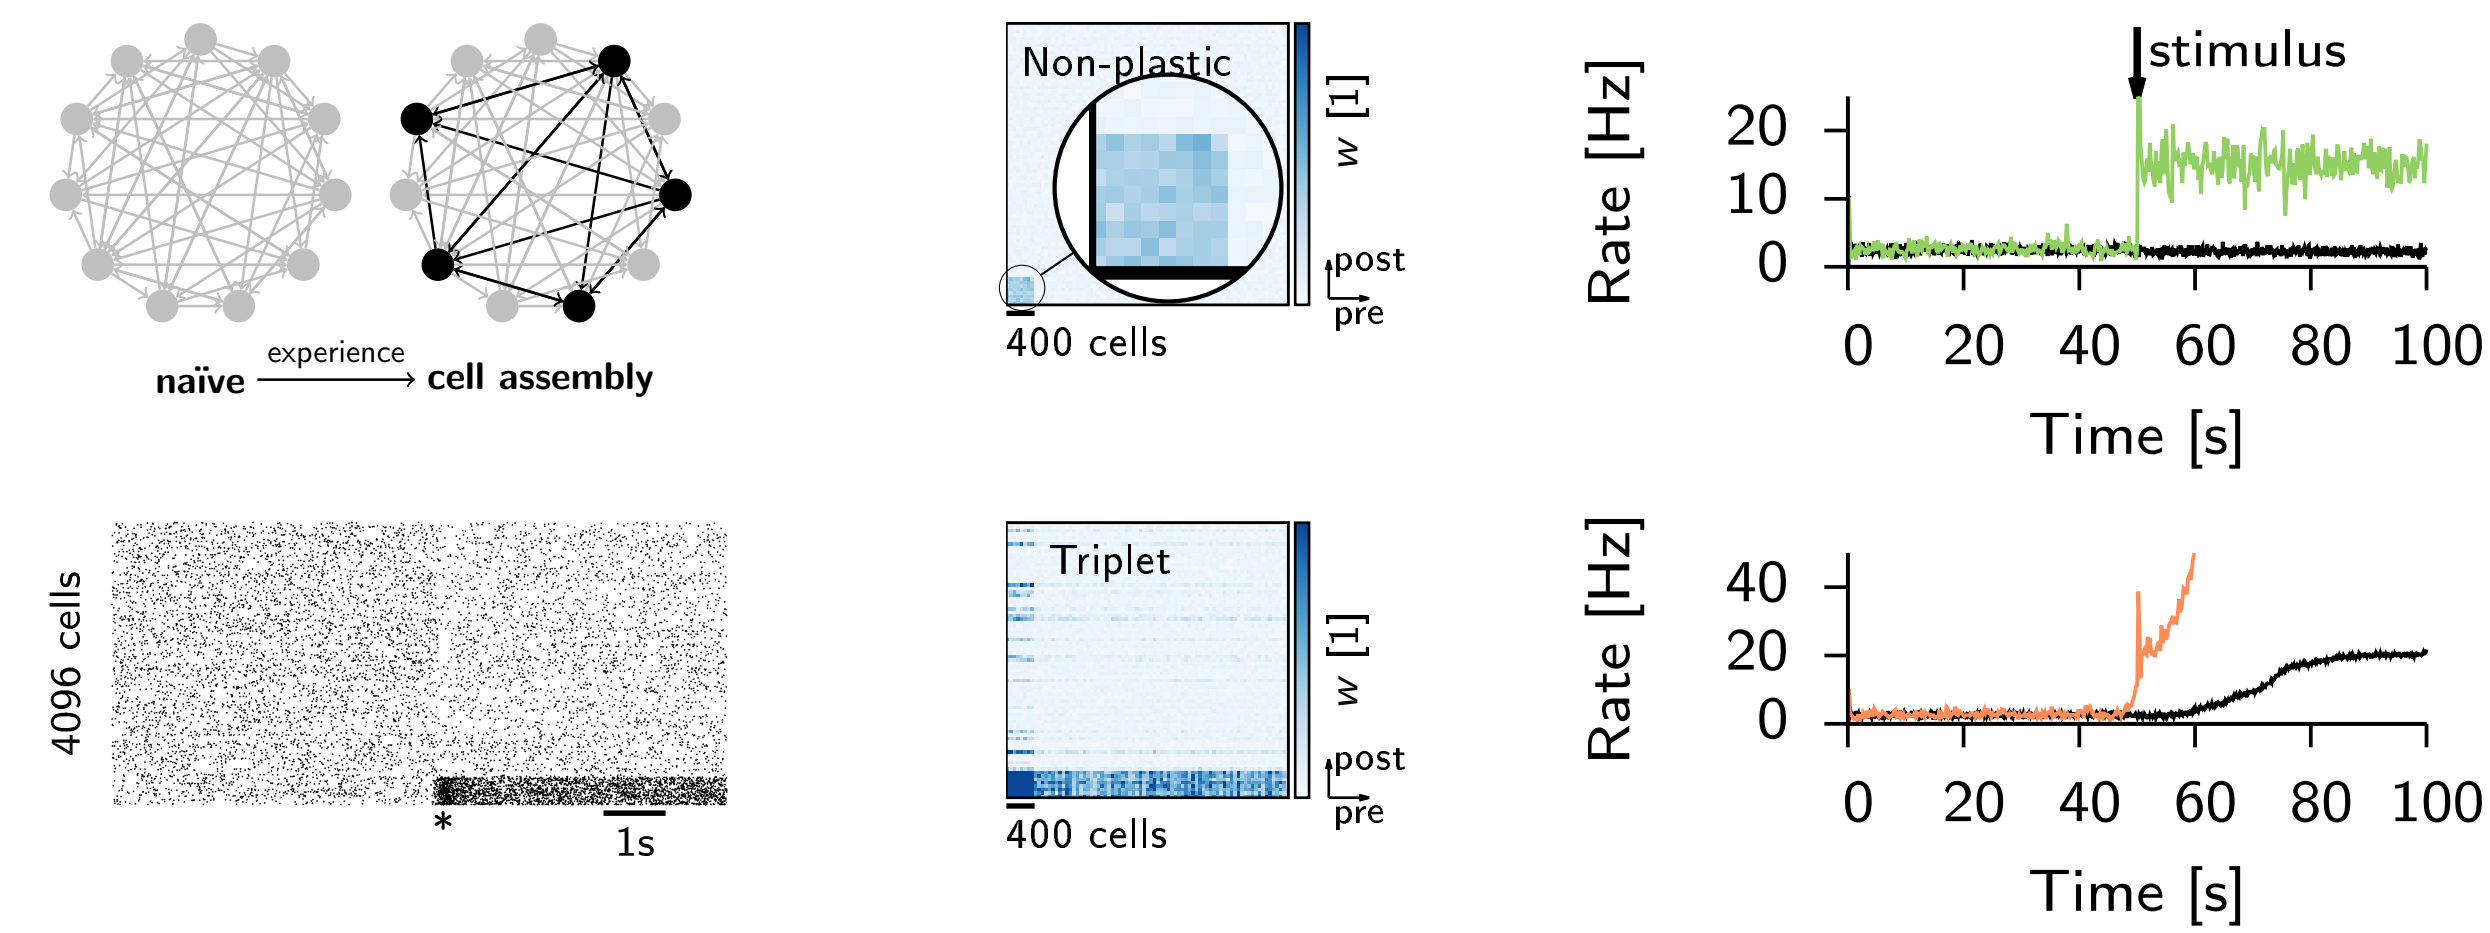 experience
naïve
cell assembly
Non-plastic
w [1]
post
pre
400 cells
stimulus
Rate [Hz]
20
10
0
0 20 40 60 80 100
Time [s]
4096 cells
*
1s
Triplet
w [1]
post
pre
400 cells
Rate [Hz]
40
20
0
0 20 40 60 80 100
Time [s]